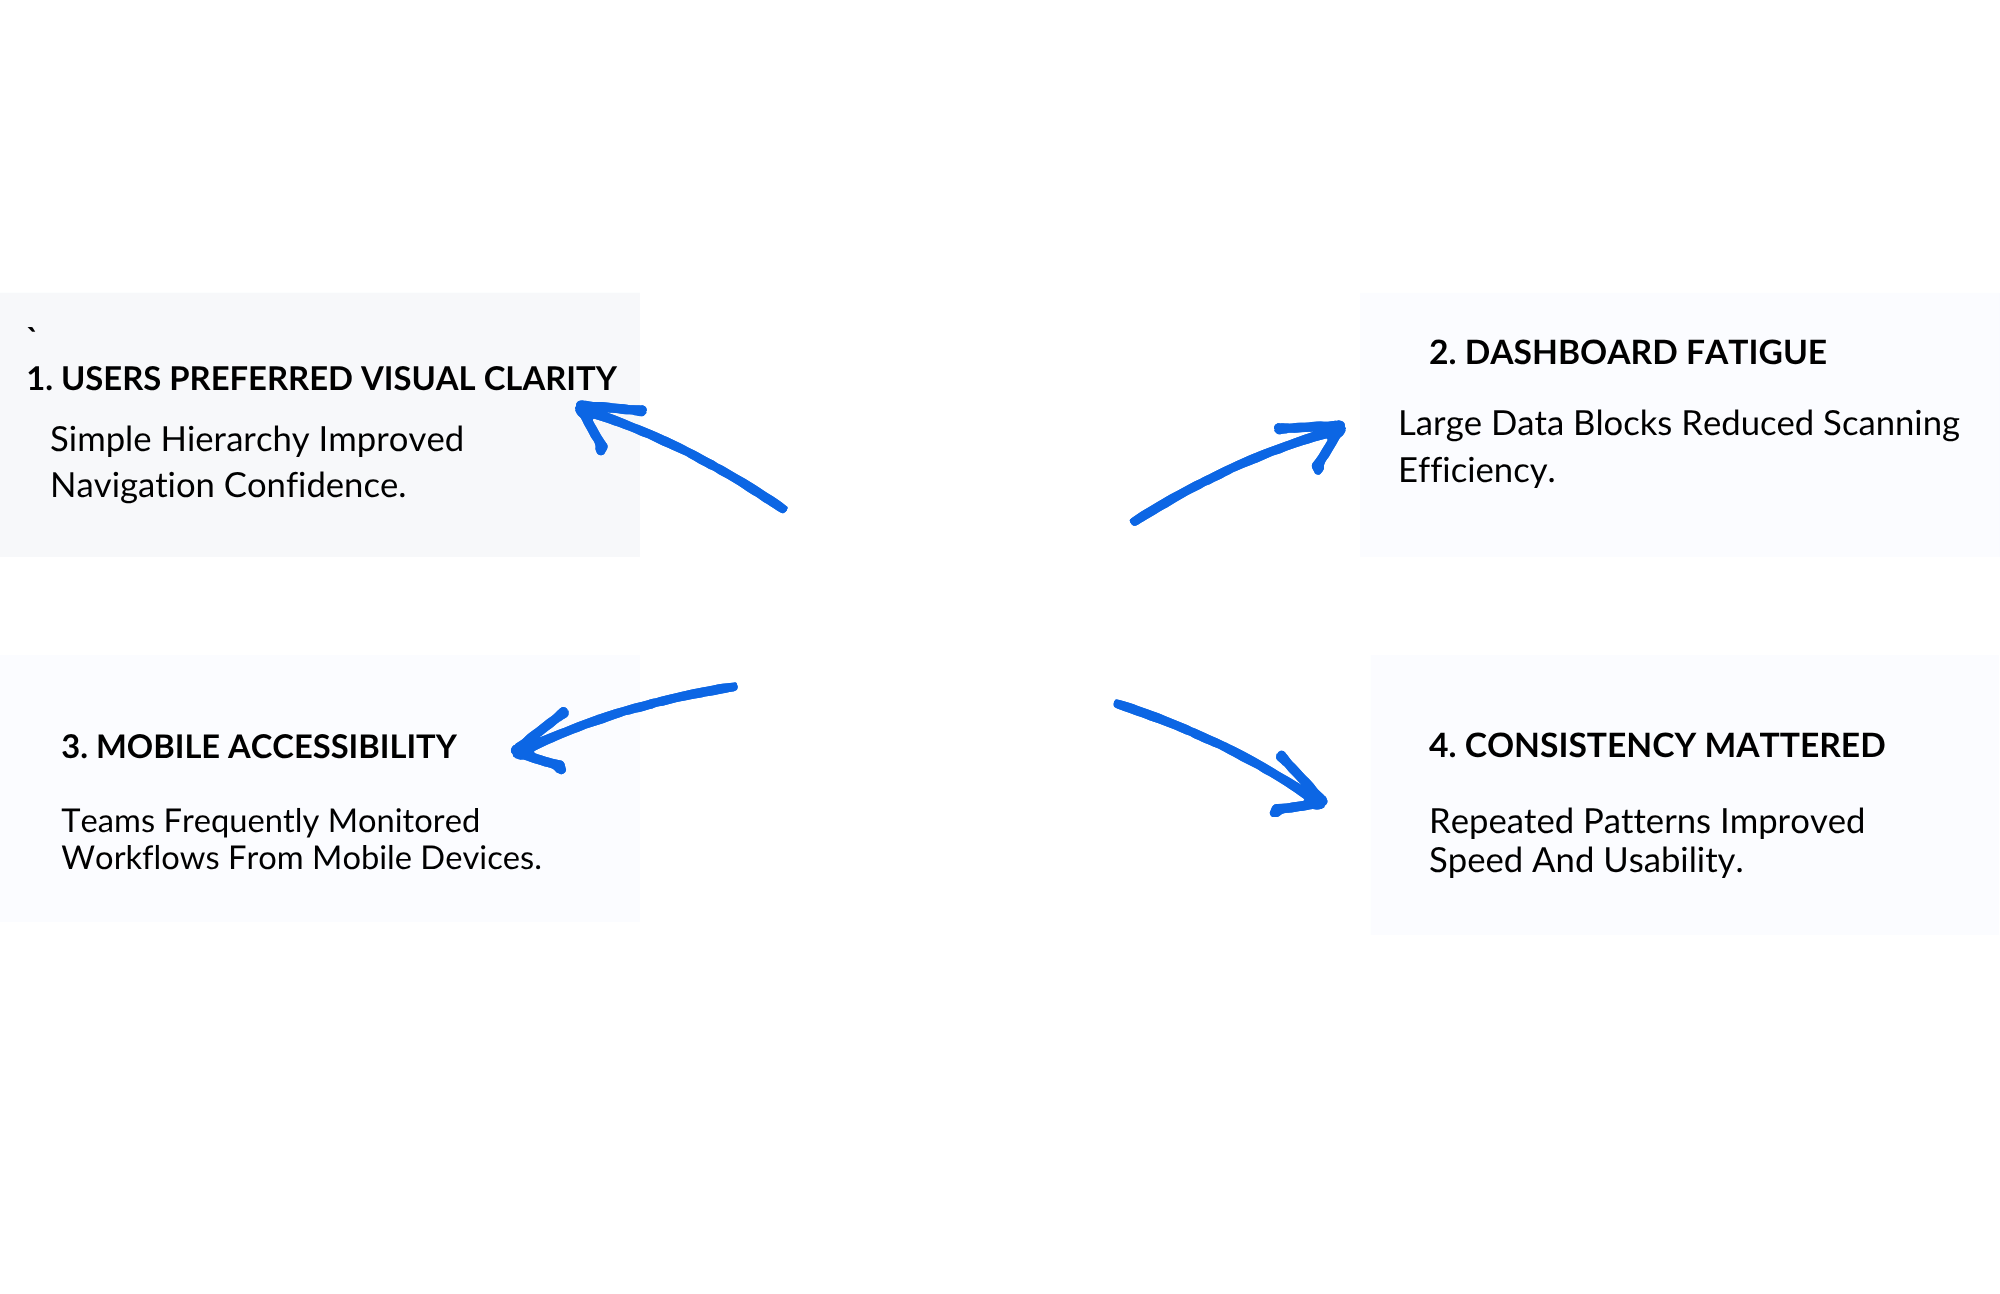 `
1. USERS PREFERRED VISUAL CLARITY
Simple Hierarchy Improved
Navigation Confidence.
2. DASHBOARD FATIGUE
Large Data Blocks Reduced Scanning
Efficiency.
3. MOBILE ACCESSIBILITY
Teams Frequently Monitored
Workflows From Mobile Devices.
4. CONSISTENCY MATTERED
Repeated Patterns Improved
Speed And Usability.